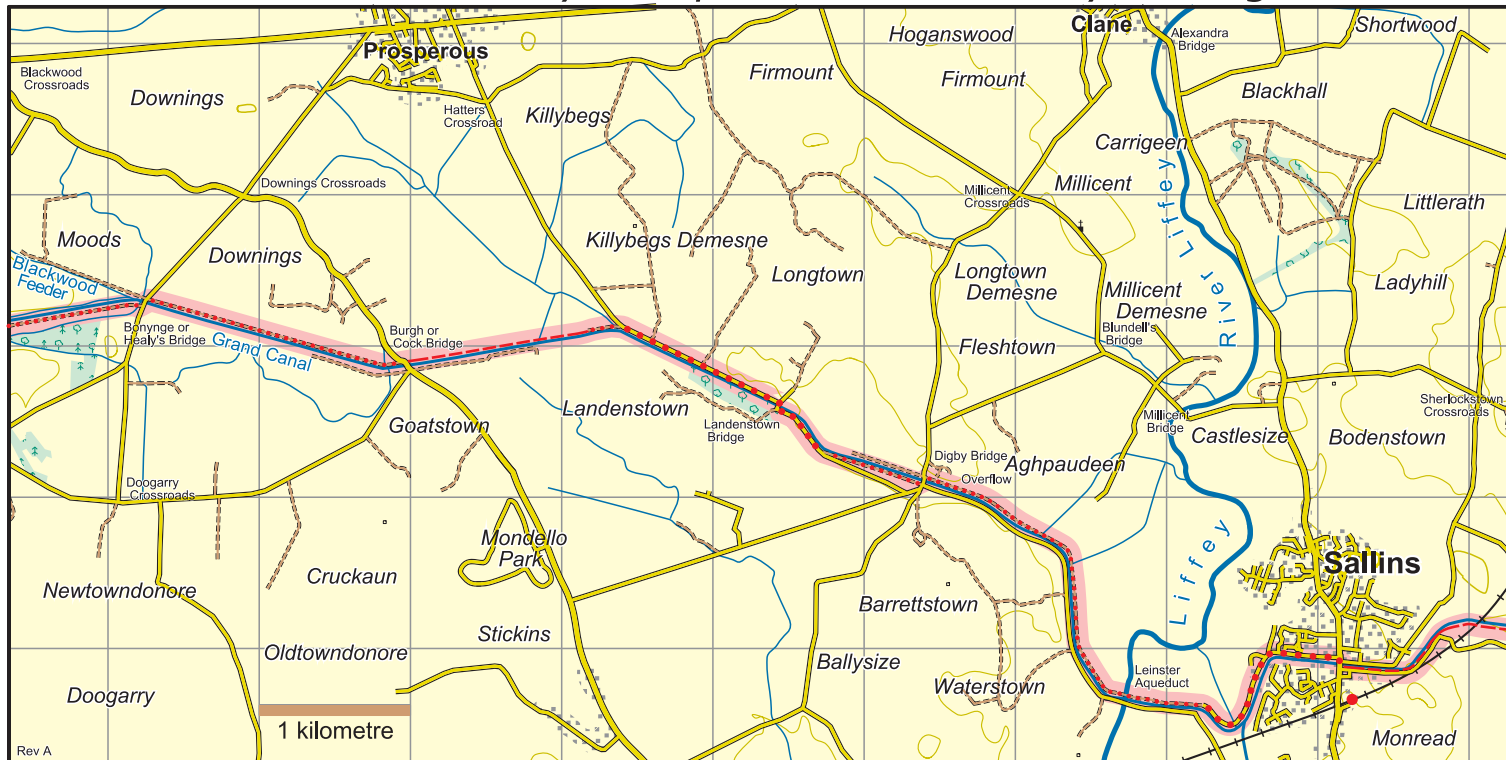 Prosperous
Clane
Hoganswood
Shortwood
Alexandra
Bridge
Blackwood
Crossroads
Downings
Hatters
Crossroad
Killybegs
Firmount
Firmount
Blackhall
Carrigeen
Downings Crossroads
Millicent
Crossroads
Millicent
Littlerath
River Liffey
Moods
Downings
Killybegs Demesne
Longtown
Longtown
Demesne
Millicent
Demesne
Ladyhill
Blackwood
Feeder
Bonynge or
Healy's Bridge
Grand Canal
Burgh or
Cock Bridge
Blundell's
Bridge
Fleshtown
Goatstown
Landenstown
Landenstown
Bridge
Millicent
Bridge
Castlesize
Sherlockstown
Crossroads
Bodenstown
Digby Bridge
Overflow
Aghpaudeen
Doogarry
Crossroads
Mondello
Park
Liffey
Sallins
Newtowndonore
Cruckaun
Barrettstown
Stickins
Oldtowndonore
Ballysize
Leinster
Aqueduct
Doogarry
Waterstown
1 kilometre
Monread
Rev A